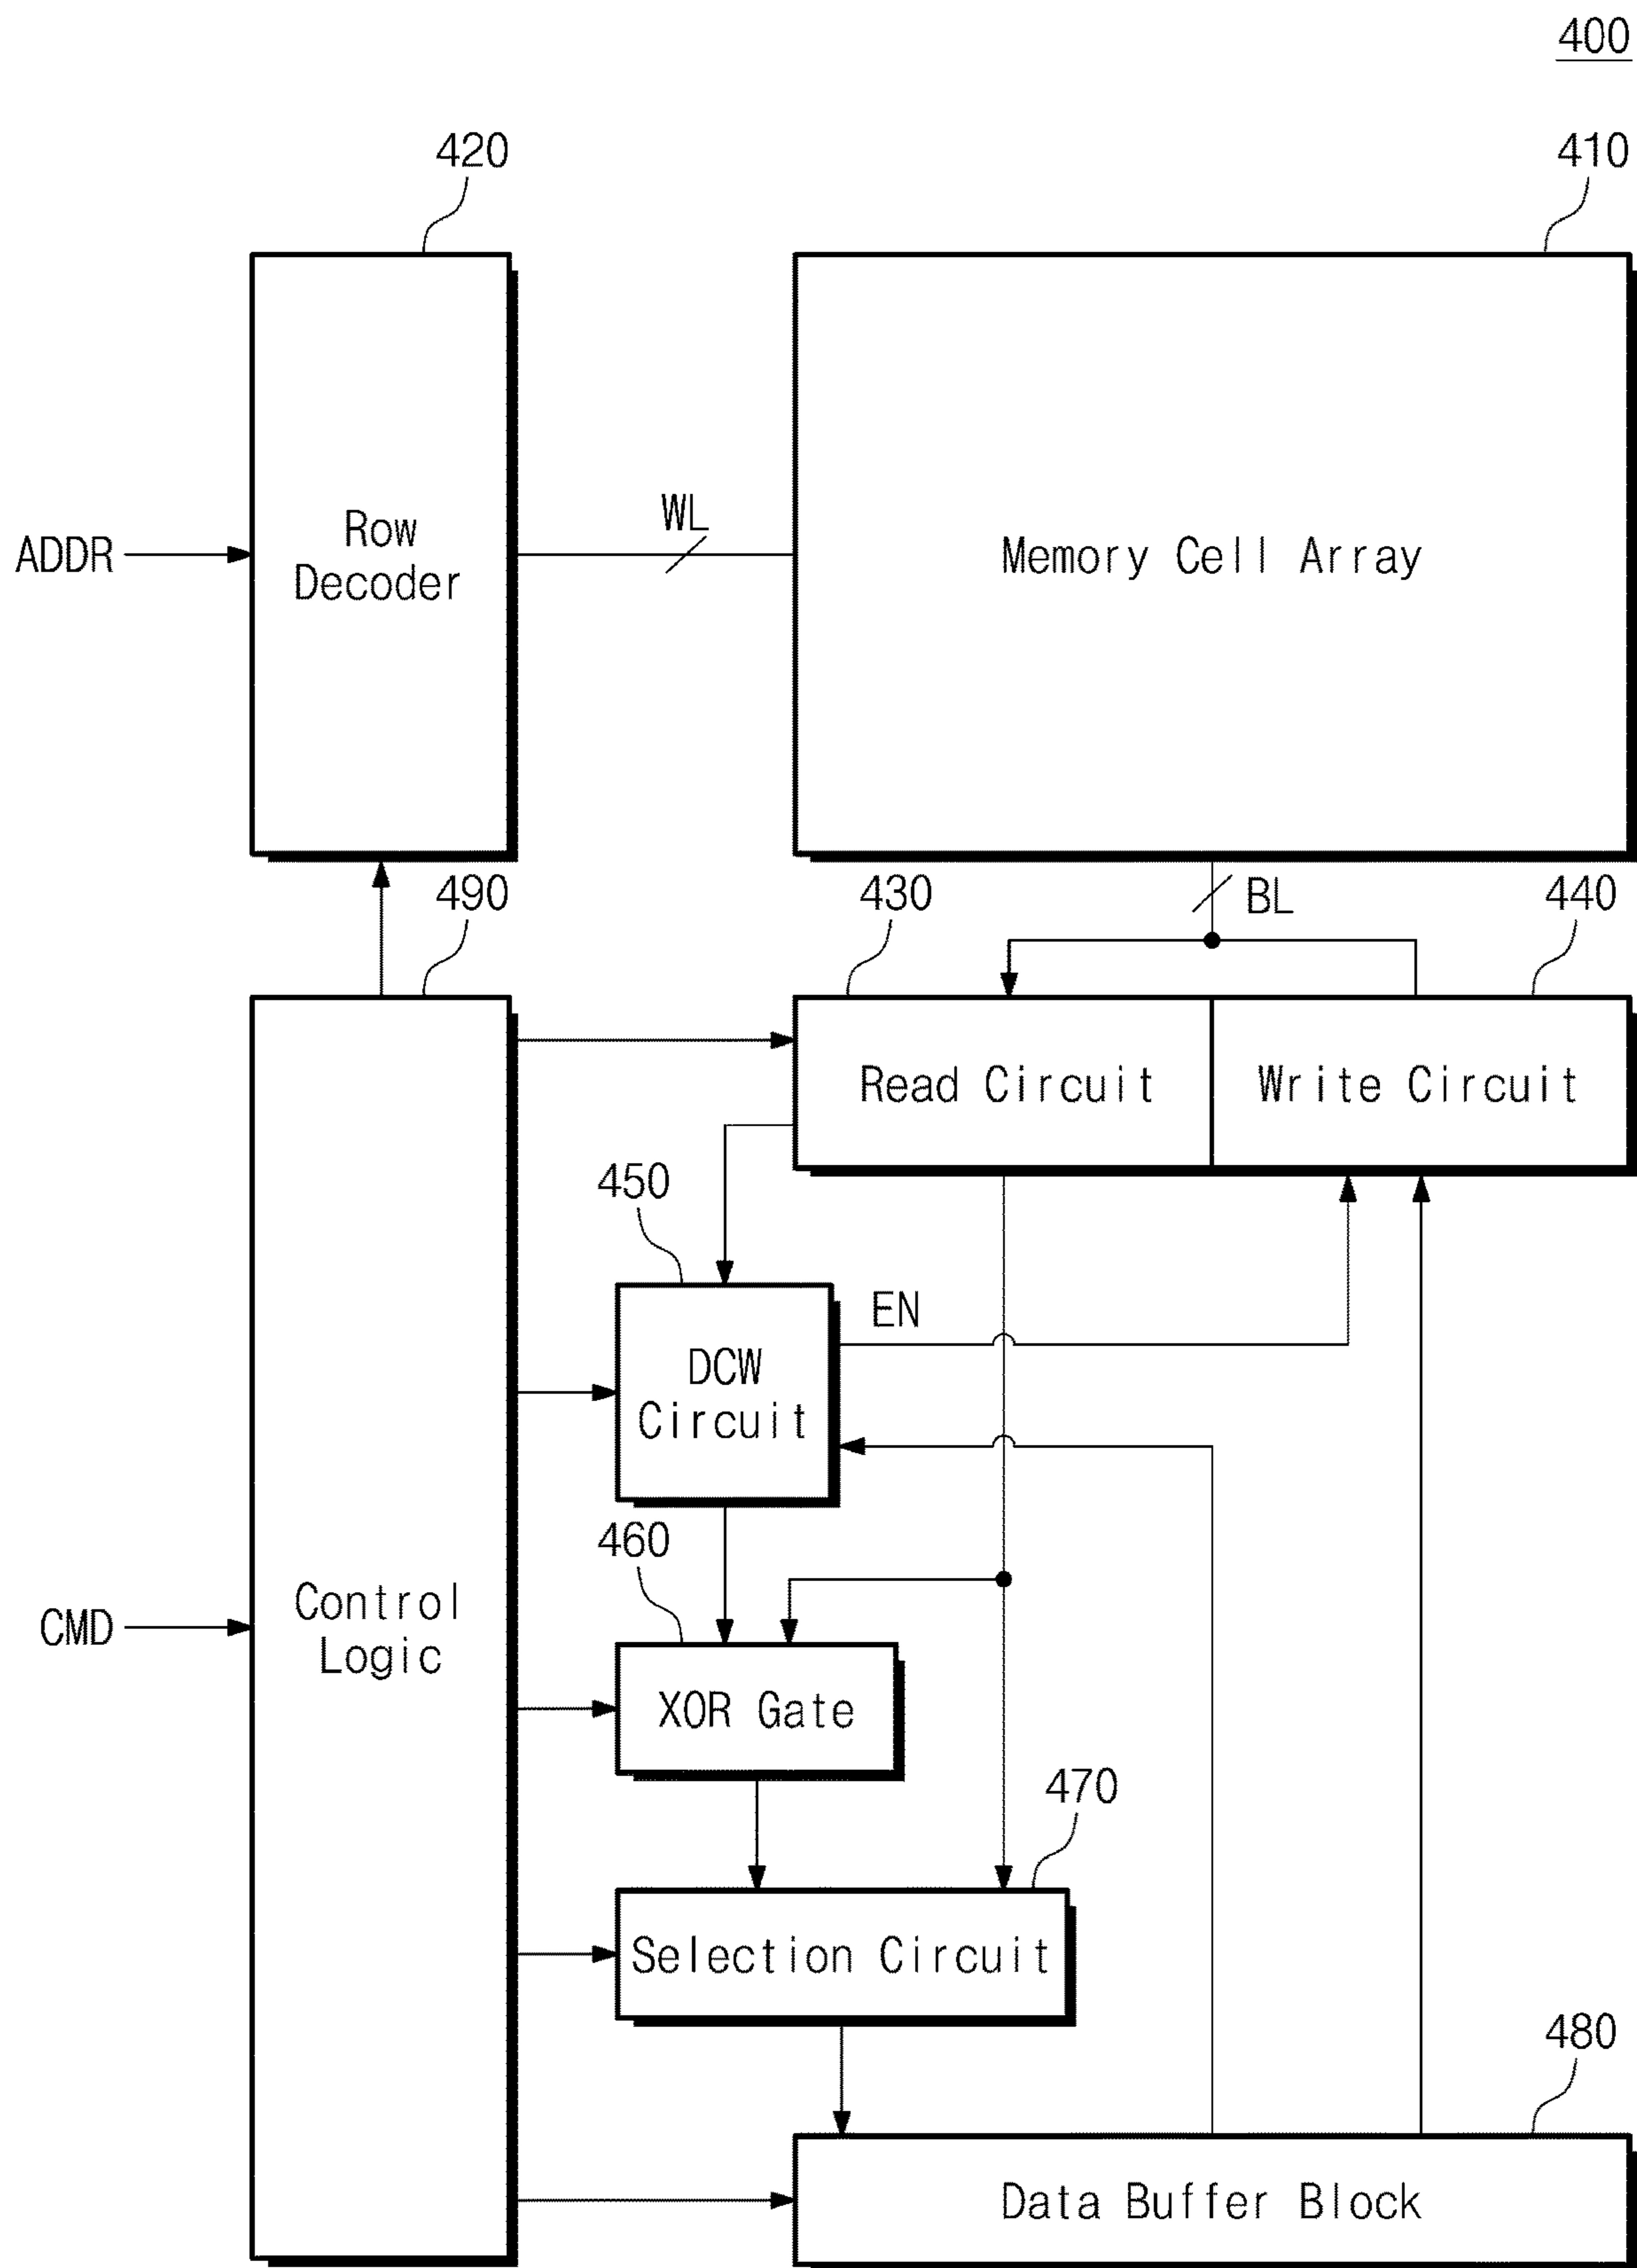 400
420
410
Row
Decoder
ADDR
WL
Memory Cell Array
490
430
BL
440
Read Circuit
Write Circuit
450
EN
DCW
Circuit
460
Control
Logic
CMD
XOR Gate
470
Selection Circuit
480
Data Buffer Block